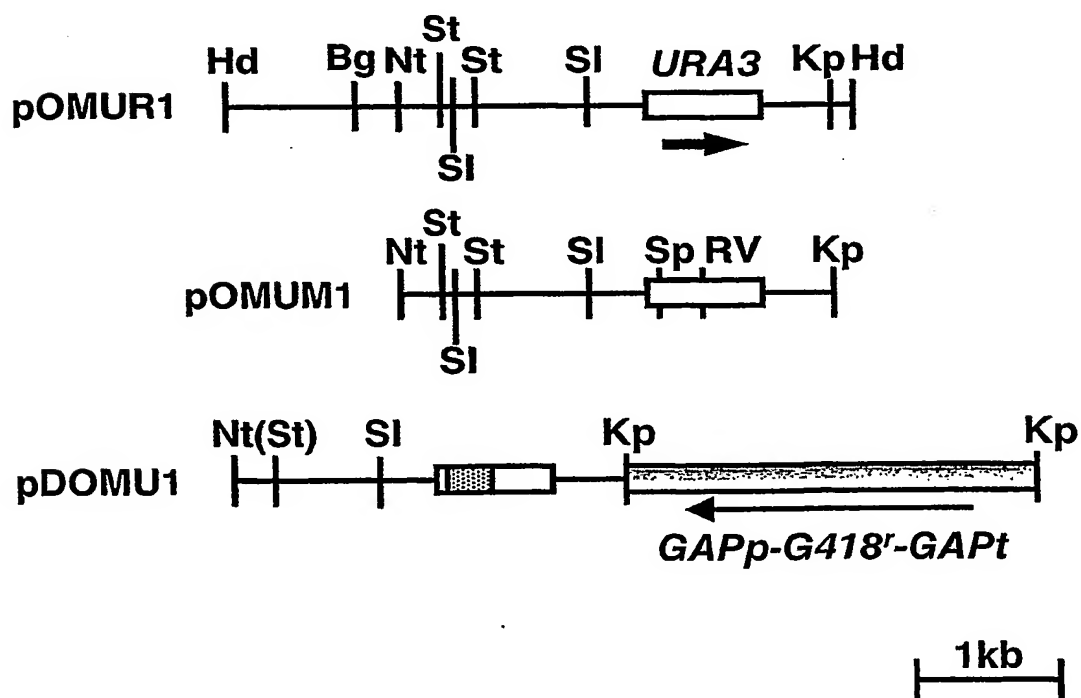 St
Hd Bg Nt St Sl URA3 Kp Hd
pOMUR1
Sl
St
Nt St Sl Sp RV Kp
pOMUM1
Sl
Nt(St) Sl Kp Kp
pDOMU1
GAPp-G418ʳ-GAPt
1kb